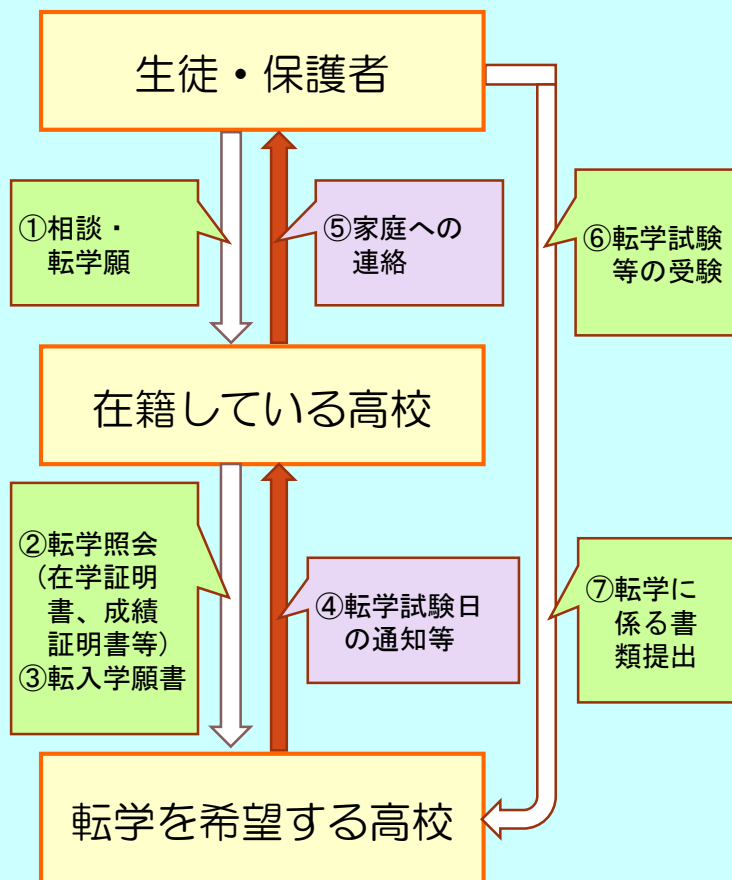 生徒・保護者
①相談・
転学願
⑤家庭への
連絡
⑥転学試験
等の受験
在籍している高校
②転学照会
（在学証明
書、成績
証明書等）
③転入学願書
④転学試験日
の通知等
⑦転学に
係る書
類提出
転学を希望する高校